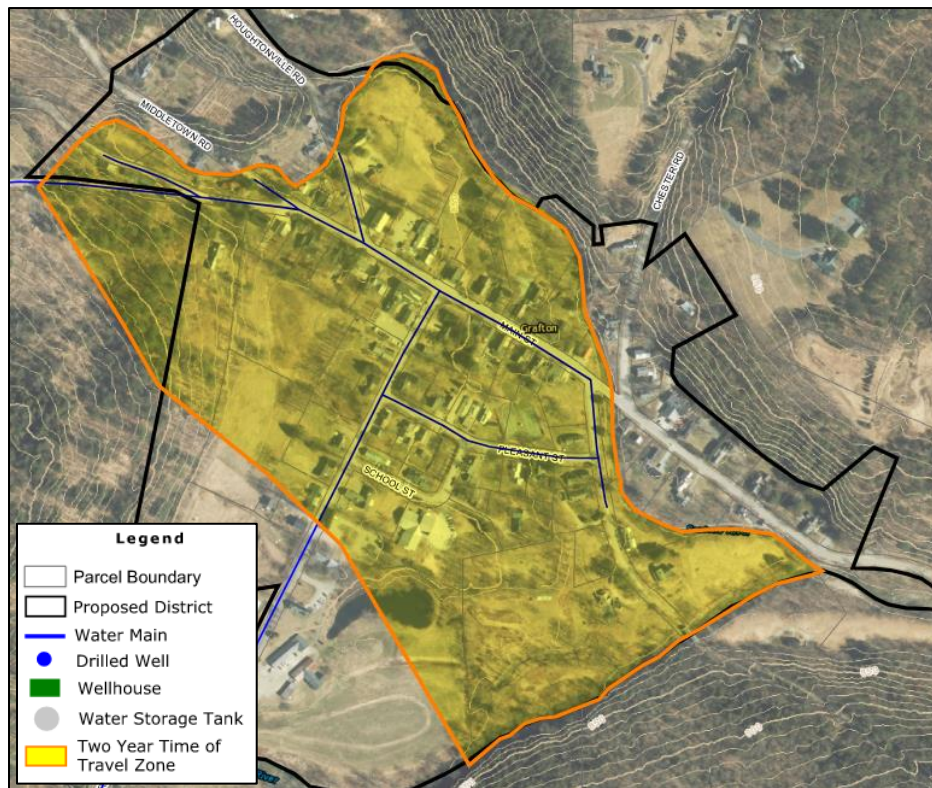 HOUGHTONVILLE RD
MIDDLETOWN RD
CHESTER RD
Grafton
MAIN ST
PLEASANT ST
SCHOOL ST
Legend
Parcel Boundary
Proposed District
Water Main
Drilled Well
Wellhouse
Water Storage Tank
Two Year Time of
Travel Zone